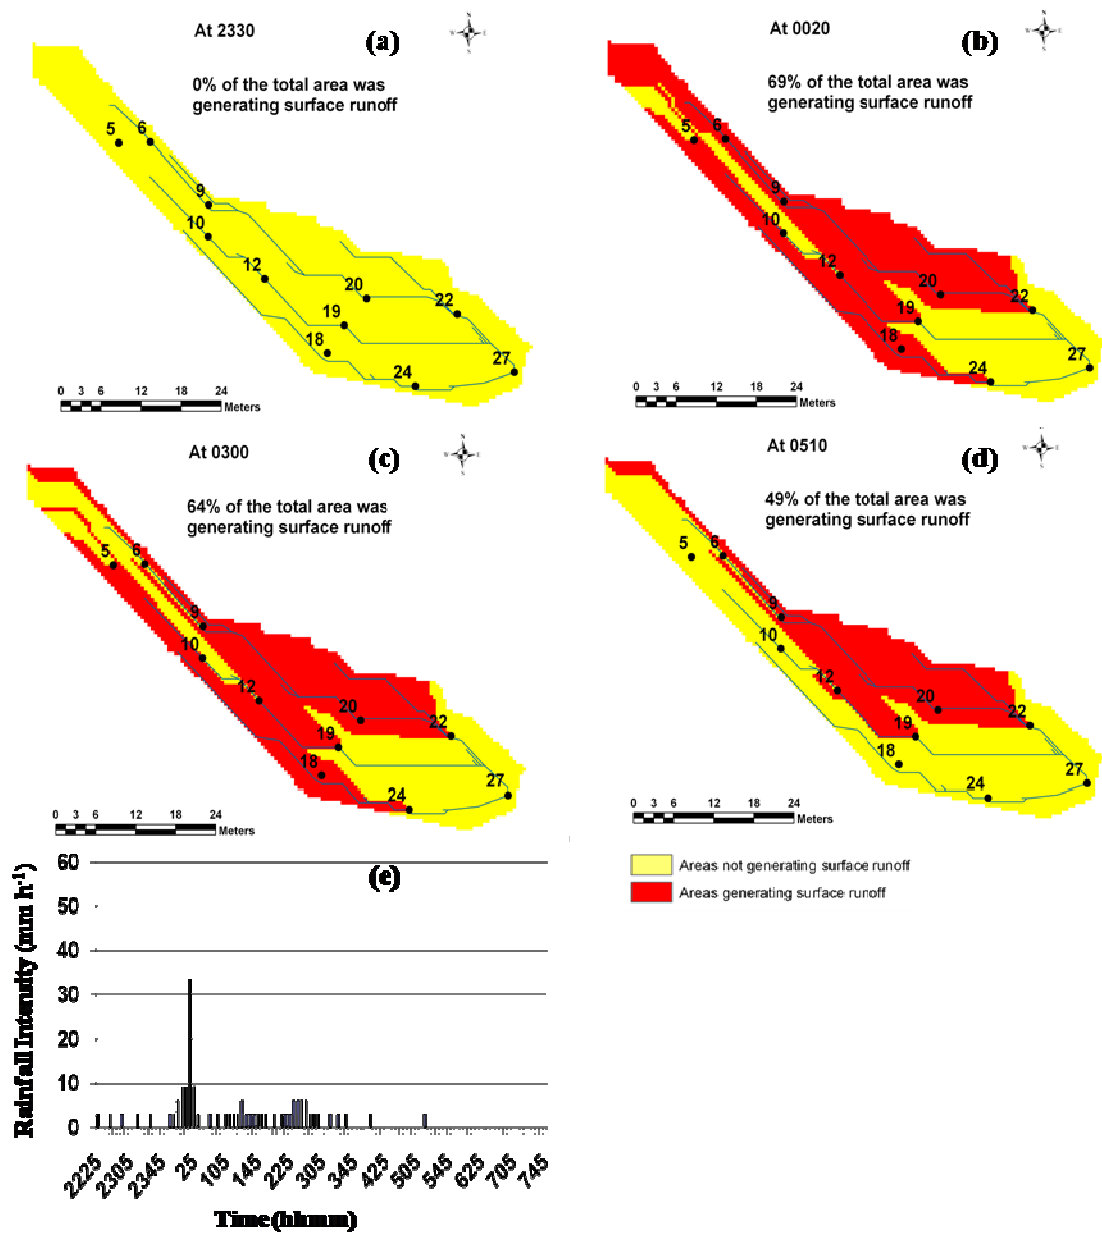 At 2330
(a)
0% of the total area was
generating surface runoff
5
6
9
10
12
20
22
19
18
24
27
0 3 6 12 18 24
Meters
At 0020
(b)
69% of the total area was
generating surface runoff
5
6
9
10
12
20
22
19
18
24
27
0 3 6 12 18 24
Meters
At 0300
(c)
64% of the total area was
generating surface runoff
5
6
9
10
12
20
22
19
18
24
27
0 3 6 12 18 24
Meters
At 0510
(d)
49% of the total area was
generating surface runoff
5
6
9
10
12
20
22
19
18
24
27
0 3 6 12 18 24
Meters
Areas not generating surface runoff
Areas generating surface runoff
(e)
Rainfall Intenuity (mm h-1)
60
50
40
30
20
10
0
2225 2305 2345 25 105 145 225 305 345 425 505 545 625 705 745
Time (hhmm)